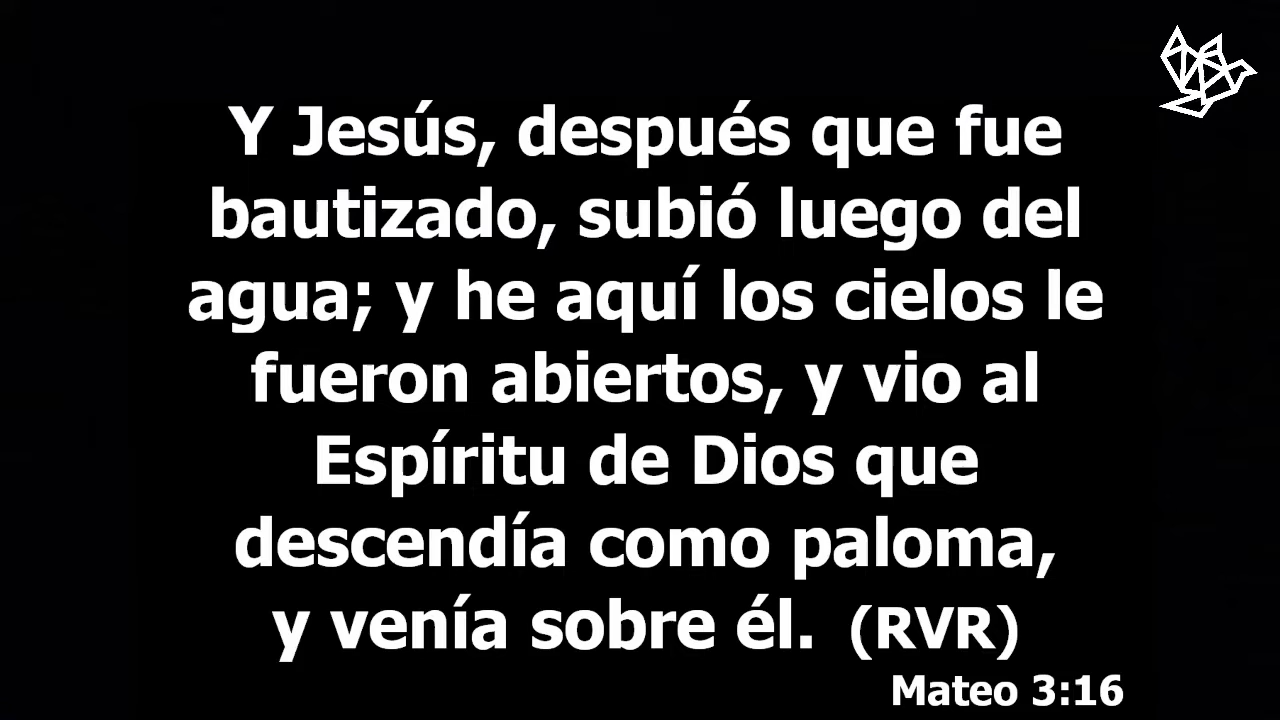 Y Jesús, después que fue
bautizado, subió luego del
agua; y he aquí los cielos le
fueron abiertos, y vio al
Espíritu de Dios que
descendía como paloma,
y venía sobre él. (RVR)
Mateo 3:16